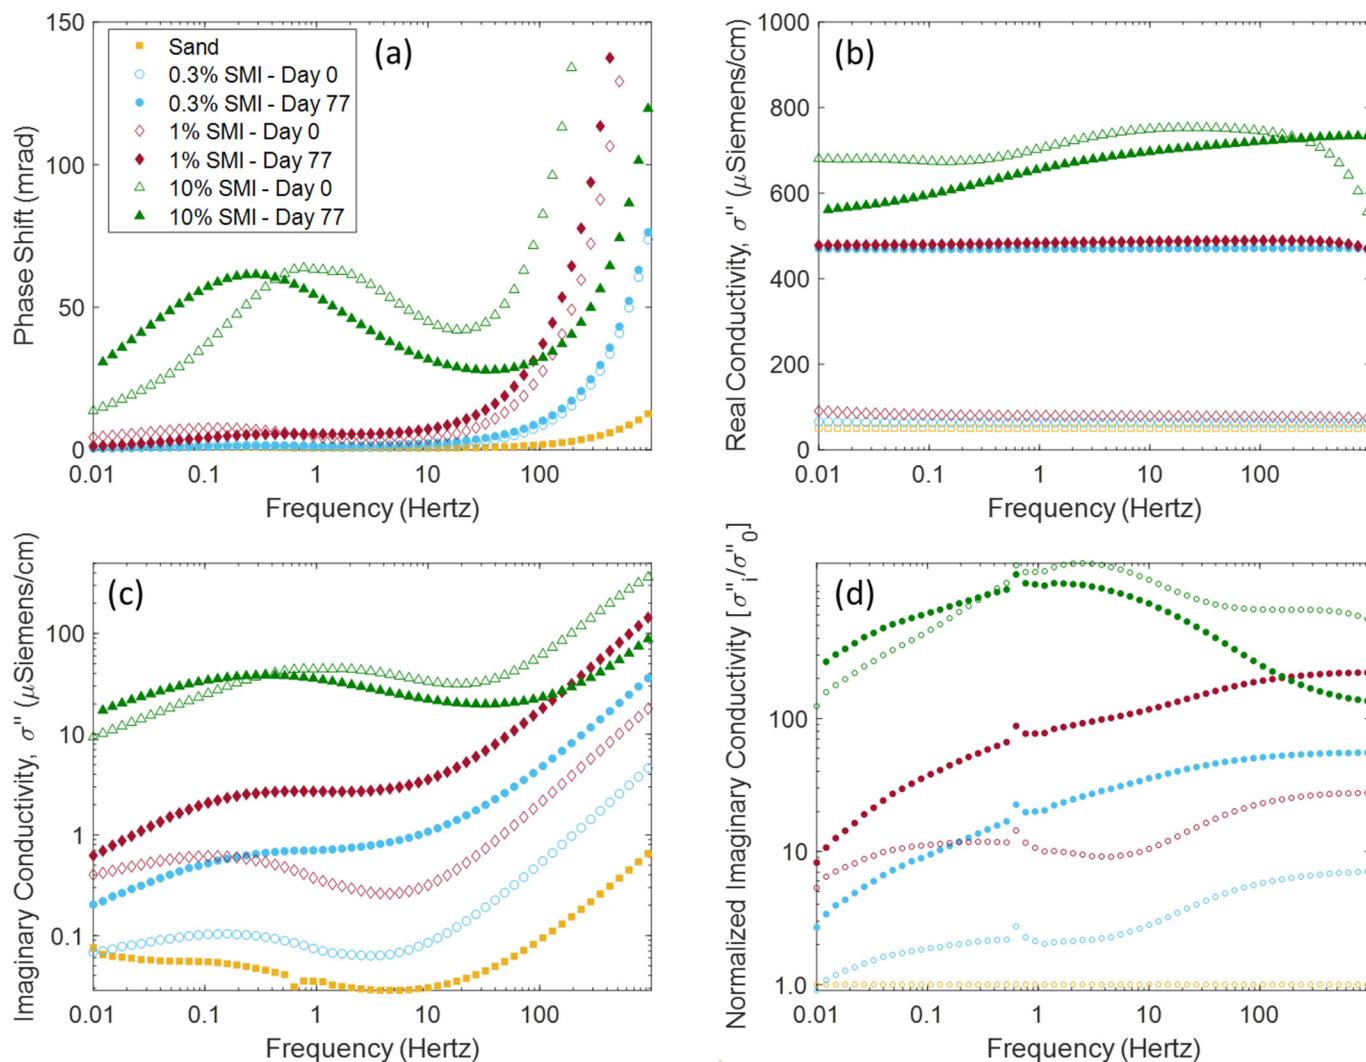 150
100
50
0
0.01
0.1
1
10
100
Phase Shift (mrad)
Frequency (Hertz)
(a)
Sand
0.3% SMI - Day 0
0.3% SMI - Day 77
1% SMI - Day 0
1% SMI - Day 77
10% SMI - Day 0
10% SMI - Day 77
1000
800
600
400
200
0
0.01
0.1
1
10
100
Real Conductivity, σ" (μSiemens/cm)
Frequency (Hertz)
(b)
100
10
1
0.1
0.01
0.1
1
10
100
Imaginary Conductivity, σ" (μSiemens/cm)
Frequency (Hertz)
(c)
100
10
1.0
0.01
0.1
1
10
100
Normalized Imaginary Conductivity [σ"i/σ"0]
Frequency (Hertz)
(d)